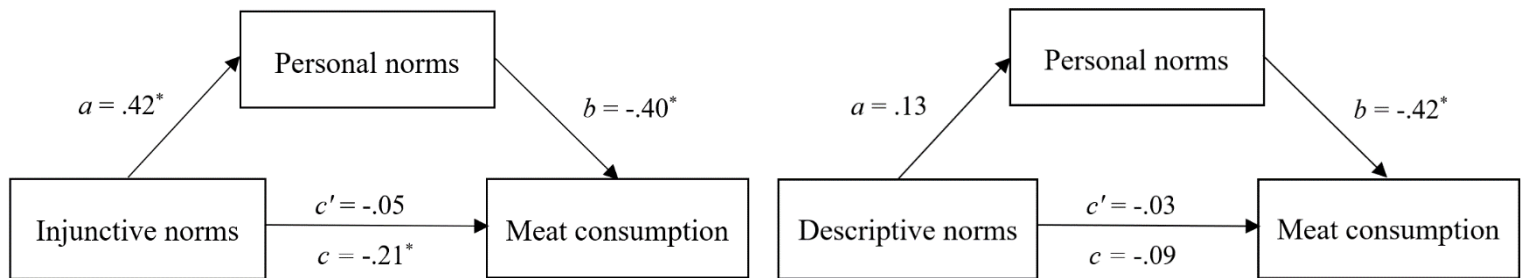 Personal norms
a = .42*
b = -.40*
Injunctive norms
c' = -.05
c = -.21*
Meat consumption
Personal norms
a = .13
b = -.42*
Descriptive norms
c' = -.03
c = -.09
Meat consumption